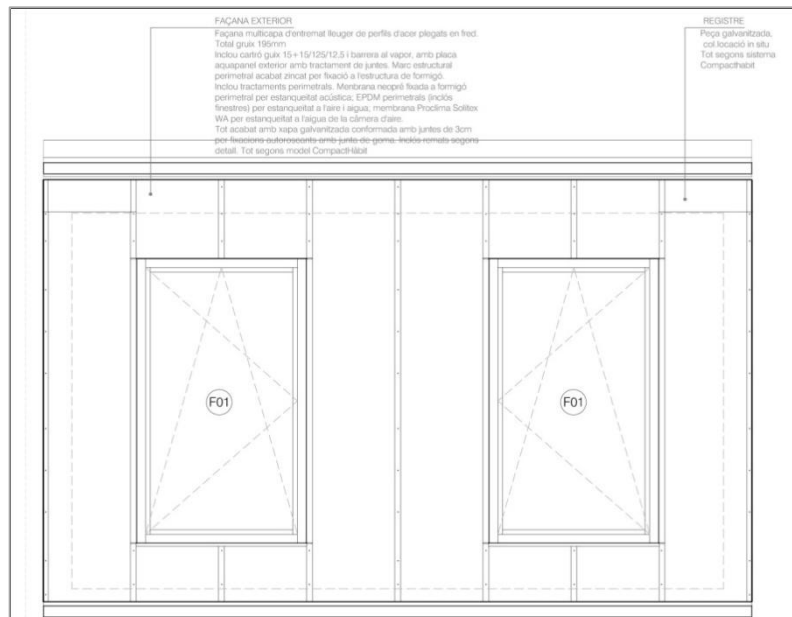 FAÇANA EXTERIOR
Façana multicapa d'entremat lleuger de perfils d'acer plegats en fred.
Total gruix 195mm
Inclou cartró guix 15+15/125/12.5 i barrera al vapor, amb placa
aquapanel exterior amb tractament de juntes. Marc estructural
perimetral acabat zincat per fixació a l'estructura de formigó.
Inclou tractaments perimetrals. Menbrana neoprè fixada a formigó
perimetral per estanqueitat acústica; EPDM perimetrals (inclòs
finestres) per estanqueïtat a l'aire i aigua; membrana Proclima Solitex
WA per estanqueitat a l'aigua de la càmera d'aire.
Tot acabat amb xapa galvanitzada conformada amb juntes de 3cm
per fixacions autoroscants amb junta de goma. Inclòs remats segons
detall. Tot segons model CompactHàbit
REGISTRE
Peça galvanitzada,
col.locació in situ
Tot segons sistema
Compacthabit
F01
F01